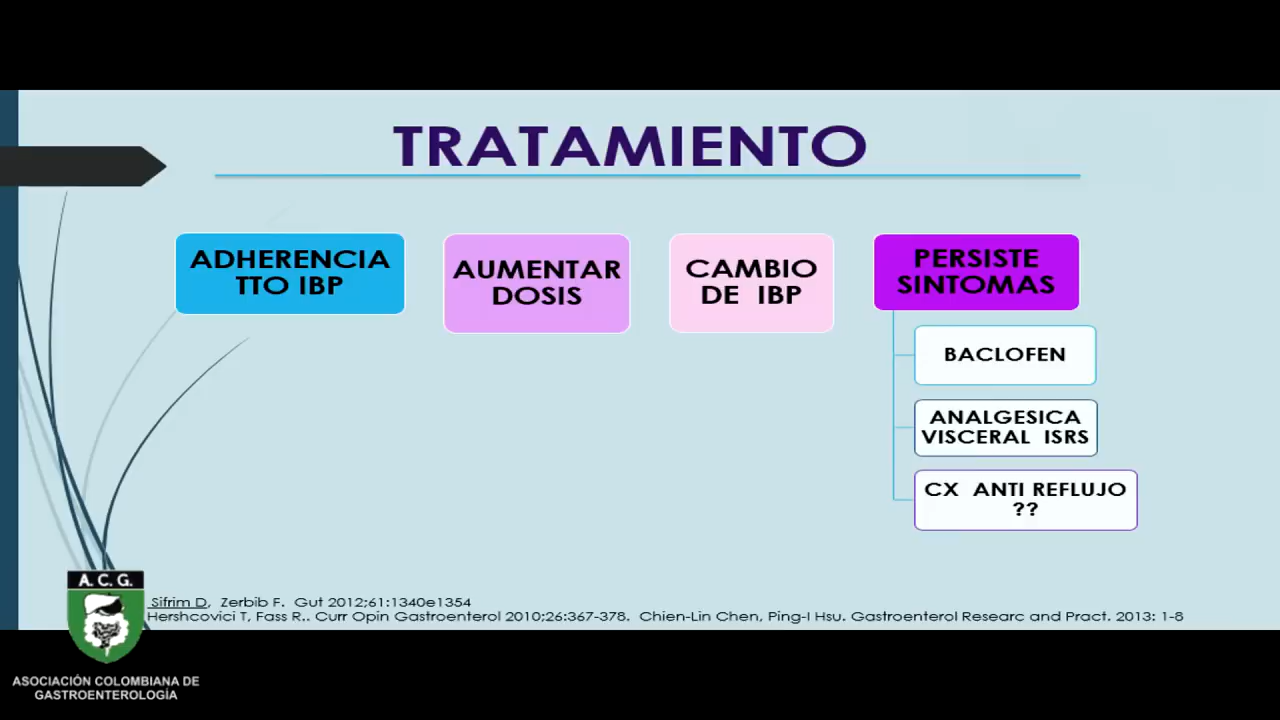 TRATAMIENTO
ADHERENCIA
TTO IBP
AUMENTAR
DOSIS
CAMBIO
DE IBP
PERSISTE
SINTOMAS
BACLOFEN
ANALGESICA
VISCERAL ISRS
CX ANTI REFLUJO
??
A. C. G.
Sifrim D, Zerbib F. Gut 2012;61:1340e1354
Hershcovici T, Fass R.. Curr Opin Gastroenterol 2010;26:367-378. Chien-Lin Chen, Ping-I Hsu. Gastroenterol Researc and Pract. 2013: 1-8
ASOCIACIÓN COLOMBIANA DE
GASTROENTEROLOGÍA